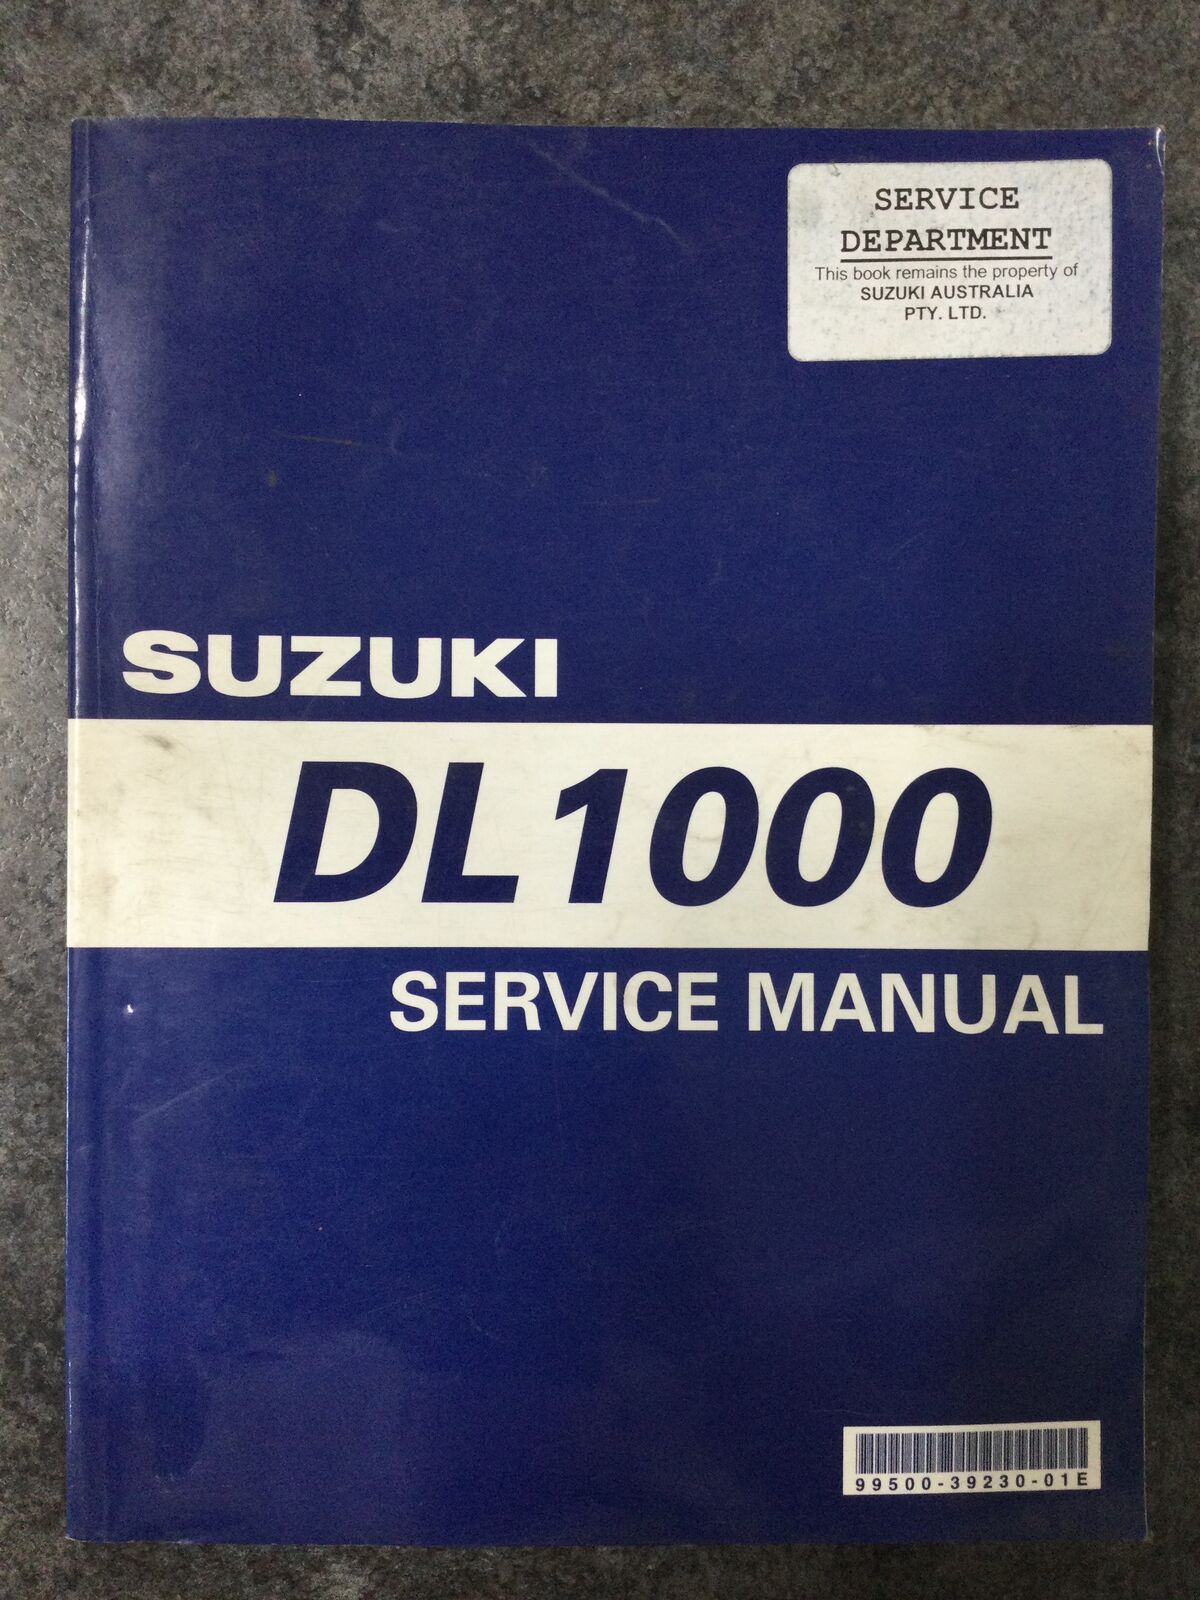 SERVICE
DEPARTMENT
This book remains the property of
SUZUKI AUSTRALIA
PTY. LTD.
SUZUKI
DL1000
SERVICE MANUAL
99500-39230-01E